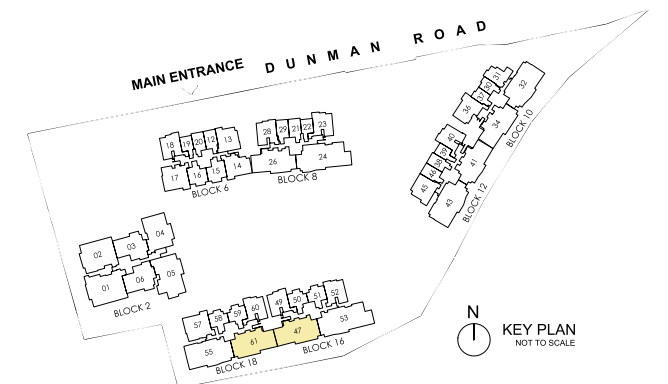 DUNMAN ROAD
MAIN ENTRANCE
18 19 20 12 13
17 16 15 14
BLOCK 6
28 29 21 22 23
26 24
BLOCK 8
36 37 30 31 32
34
BLOCK 10
40
39
38
46
45
41
43
BLOCK 12
02 03 04
01 06 05
BLOCK 2
57 58 59 60
55 61
BLOCK 18
49 50 51 52
47 53
BLOCK 16
N
KEY PLAN
NOT TO SCALE